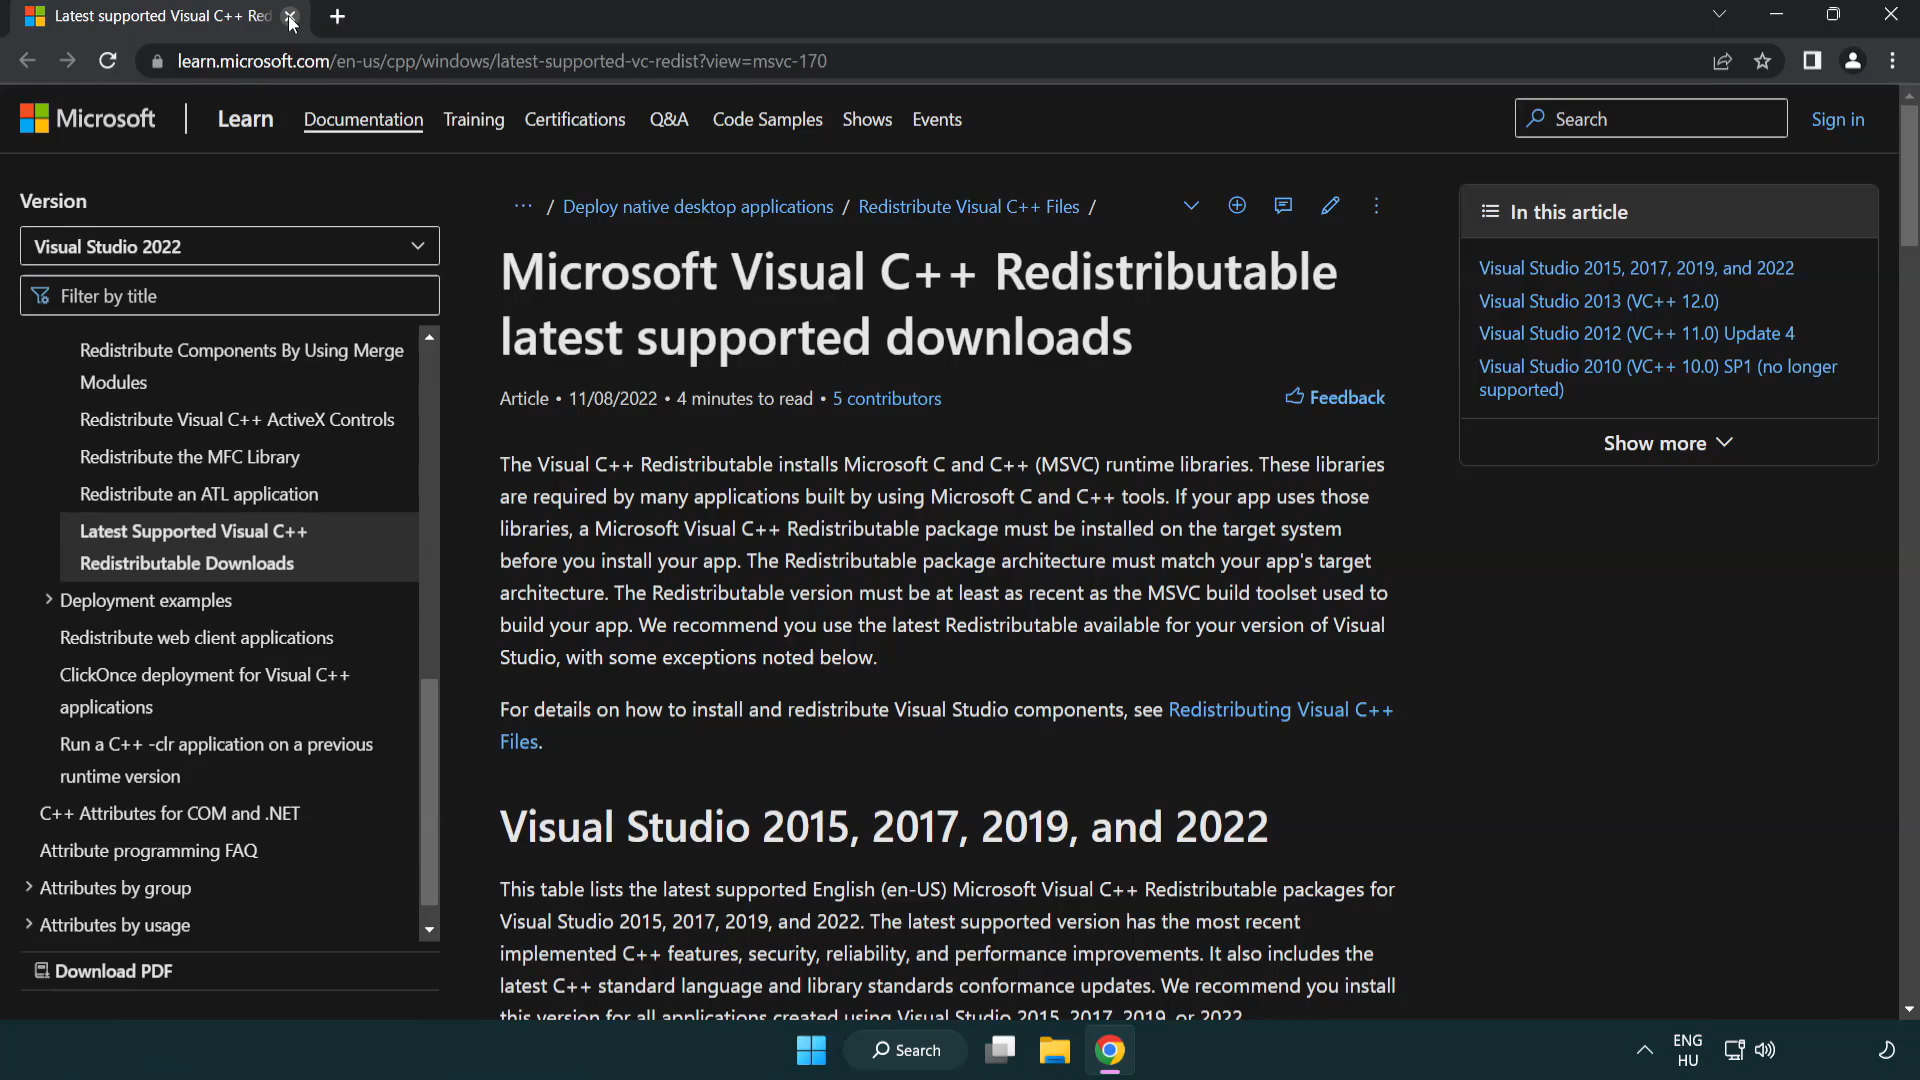 Latest supported Visual C++ Red
learn.microsoft.com/en-us/cpp/windows/latest-supported-vc-redist?view=msvc-170
Microsoft
Learn
Documentation
Training
Certifications
Q&A
Code Samples
Shows
Events
Search
Sign in
Version
Visual Studio 2022
Filter by title
Redistribute Components By Using Merge
Modules
Redistribute Visual C++ ActiveX Controls
Redistribute the MFC Library
Redistribute an ATL application
Latest Supported Visual C++
Redistributable Downloads
Deployment examples
Redistribute web client applications
ClickOnce deployment for Visual C++
applications
Run a C++ -clr application on a previous
runtime version
C++ Attributes for COM and .NET
Attribute programming FAQ
Attributes by group
Attributes by usage
Download PDF
… / Deploy native desktop applications / Redistribute Visual C++ Files /
Microsoft Visual C++ Redistributable
latest supported downloads
Article • 11/08/2022 • 4 minutes to read • 5 contributors
Feedback
The Visual C++ Redistributable installs Microsoft C and C++ (MSVC) runtime libraries. These libraries
are required by many applications built by using Microsoft C and C++ tools. If your app uses those
libraries, a Microsoft Visual C++ Redistributable package must be installed on the target system
before you install your app. The Redistributable package architecture must match your app's target
architecture. The Redistributable version must be at least as recent as the MSVC build toolset used to
build your app. We recommend you use the latest Redistributable available for your version of Visual
Studio, with some exceptions noted below.
For details on how to install and redistribute Visual Studio components, see Redistributing Visual C++
Files.
Visual Studio 2015, 2017, 2019, and 2022
This table lists the latest supported English (en-US) Microsoft Visual C++ Redistributable packages for
Visual Studio 2015, 2017, 2019, and 2022. The latest supported version has the most recent
implemented C++ features, security, reliability, and performance improvements. It also includes the
latest C++ standard language and library standards conformance updates. We recommend you install
this version for all applications created using Visual Studio 2015, 2017, 2019, or 2022.
In this article
Visual Studio 2015, 2017, 2019, and 2022
Visual Studio 2013 (VC++ 12.0)
Visual Studio 2012 (VC++ 11.0) Update 4
Visual Studio 2010 (VC++ 10.0) SP1 (no longer
supported)
Show more
Search
ENG
HU